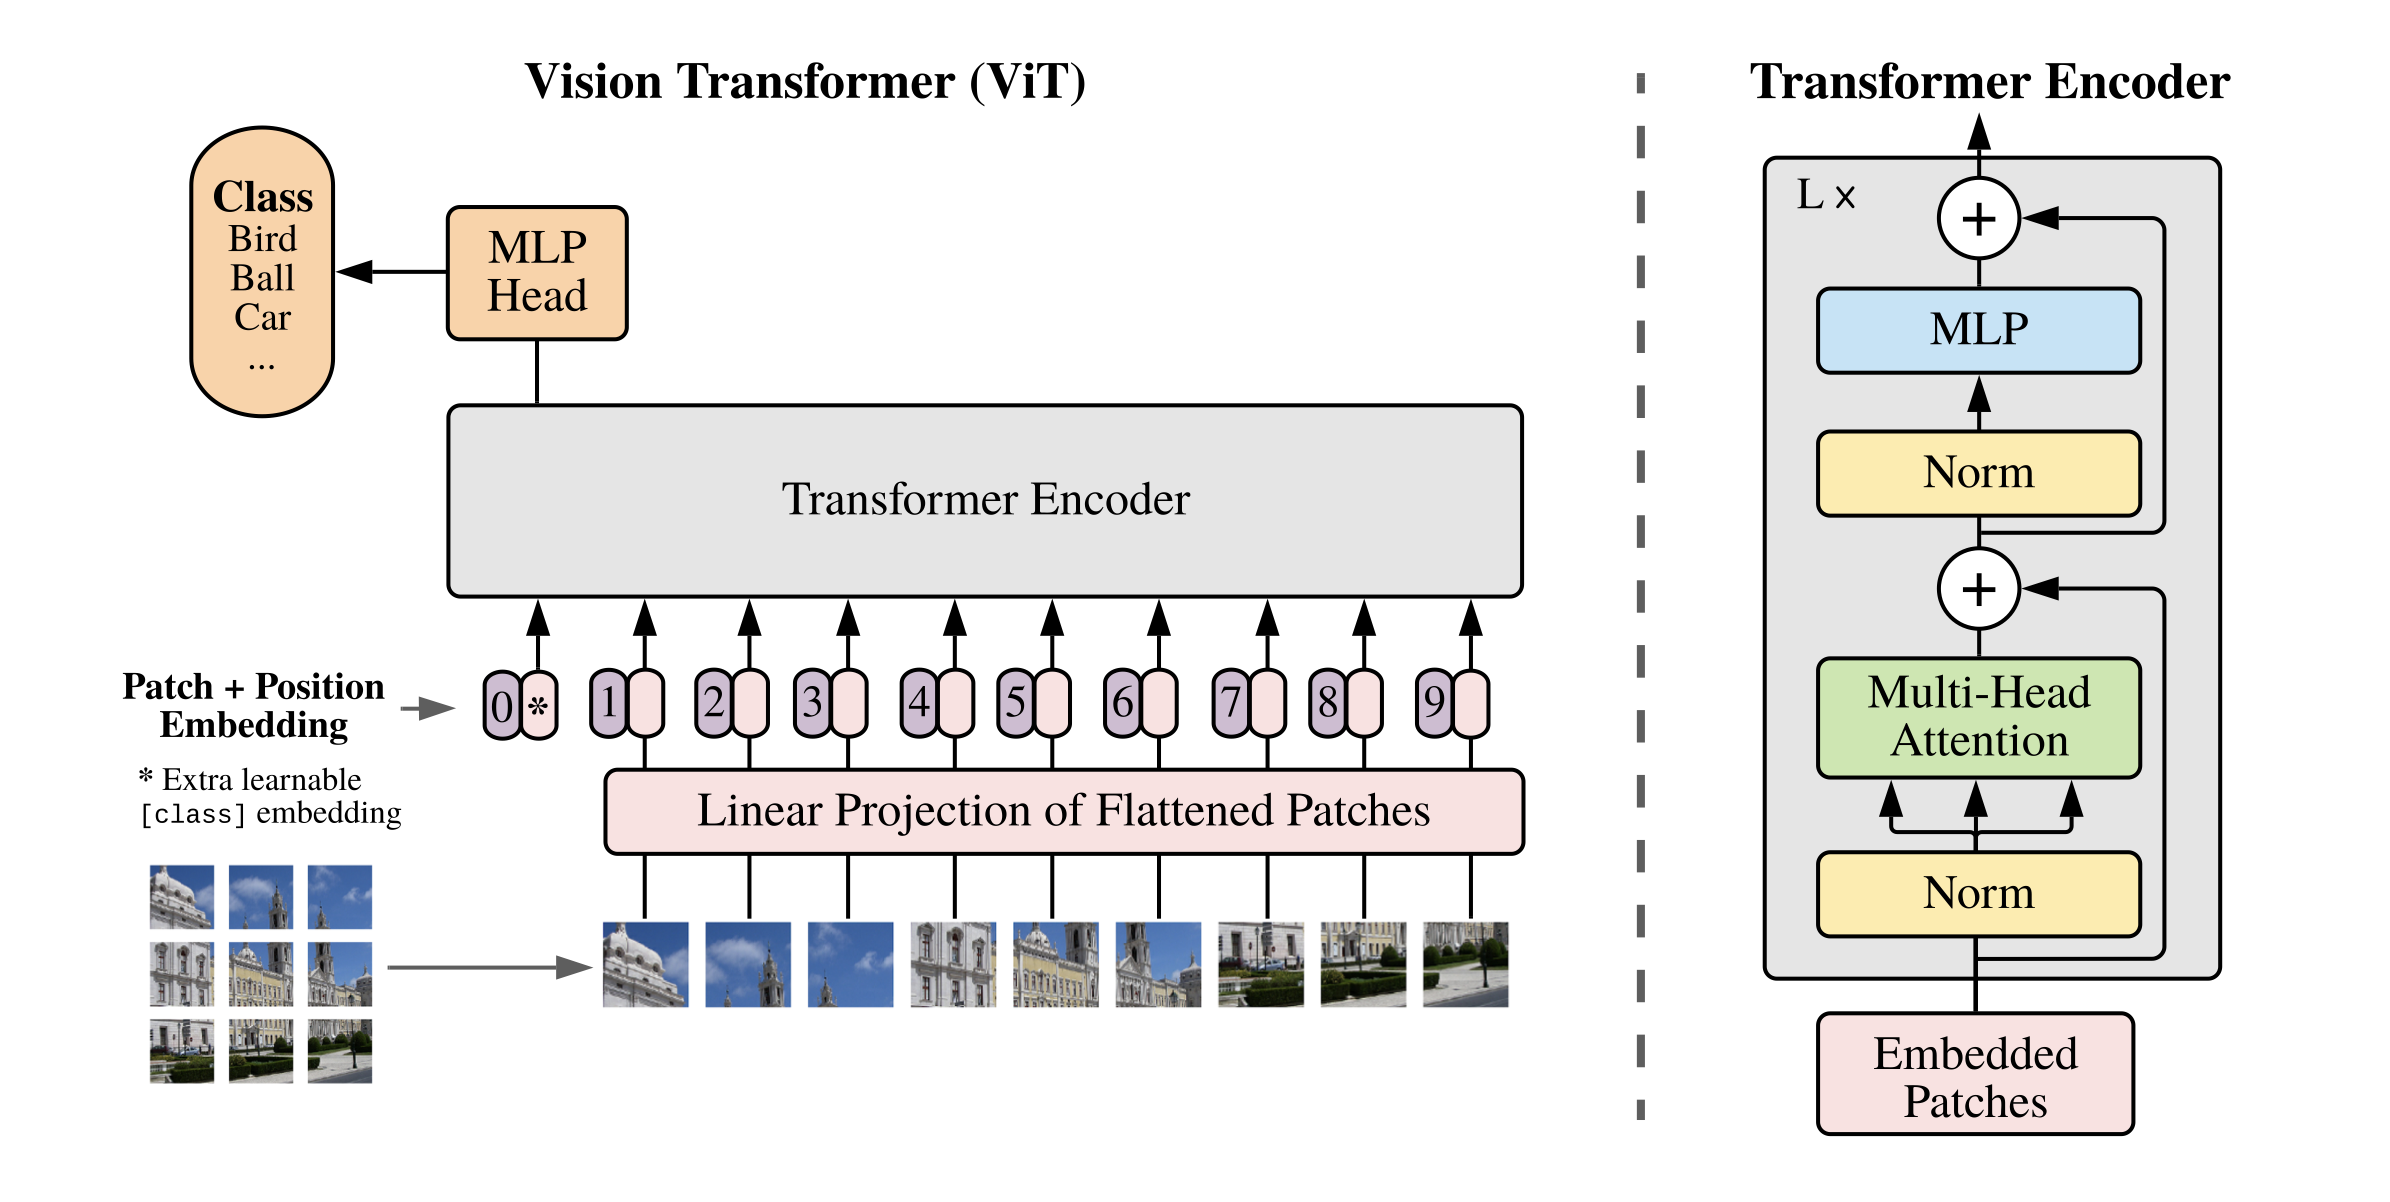 Vision Transformer (ViT)
Class
Bird
Ball
Car
...
MLP
Head
Transformer Encoder
Patch + Position
Embedding
0 * 1 2 3 4 5 6 7 8 9
* Extra learnable
[class] embedding
Linear Projection of Flattened Patches
Transformer Encoder
L ×
+
MLP
Norm
+
Multi-Head
Attention
Norm
Embedded
Patches